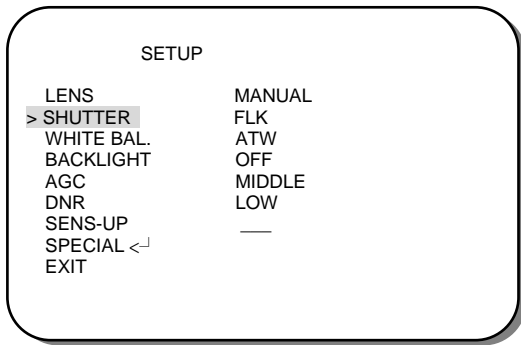 SETUP
LENS MANUAL
> SHUTTER FLK
WHITE BAL. ATW
BACKLIGHT OFF
AGC MIDDLE
DNR LOW
SENS-UP ___
SPECIAL <┘
EXIT